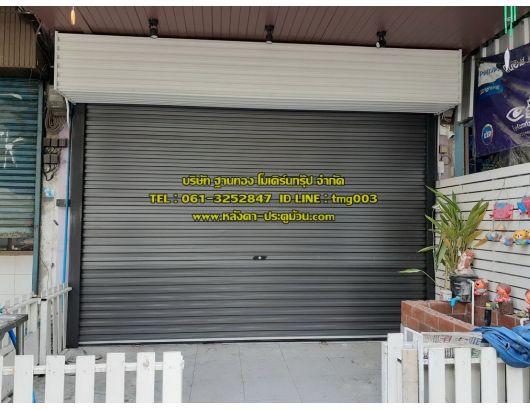 บริษัท ฐานทอง โมเดิร์นกรุ๊ป จำกัด
TEL : 061-3252847 ID LINE : tmg003
www.หลังคา-ประตูม้วน.com